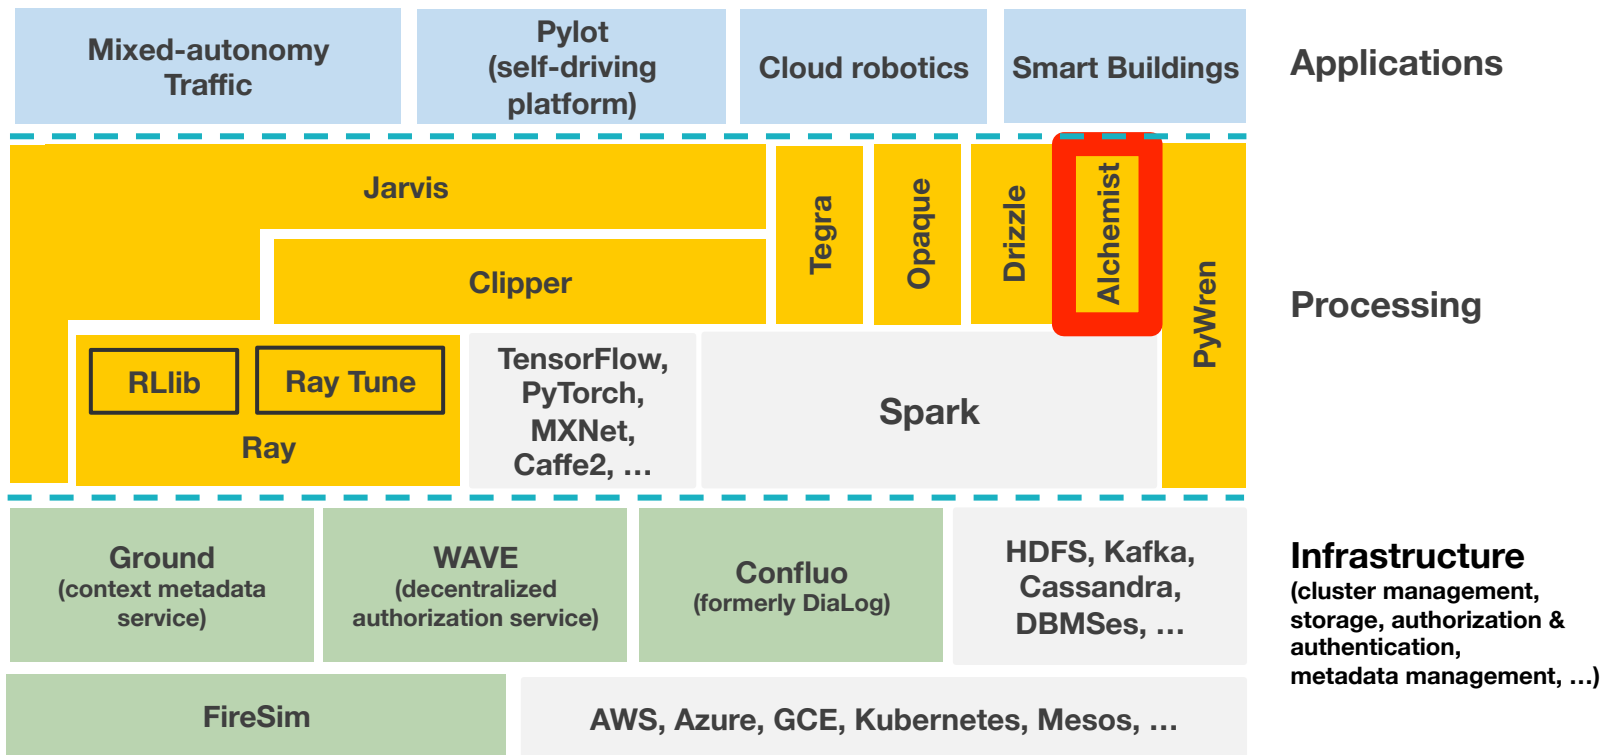 Mixed-autonomy
Traffic
Pylot
(self-driving
platform)
Cloud robotics
Smart Buildings
Applications
Jarvis
Clipper
Tegra
Opaque
Drizzle
Alchemist
PyWren
Processing
RLlib
Ray Tune
Ray
TensorFlow,
PyTorch,
MXNet,
Caffe2, …
Spark
Ground
(context metadata
service)
WAVE
(decentralized
authorization service)
Confluo
(formerly DiaLog)
HDFS, Kafka,
Cassandra,
DBMSes, …
Infrastructure
(cluster management,
storage, authorization &
authentication,
metadata management, …)
FireSim
AWS, Azure, GCE, Kubernetes, Mesos, …